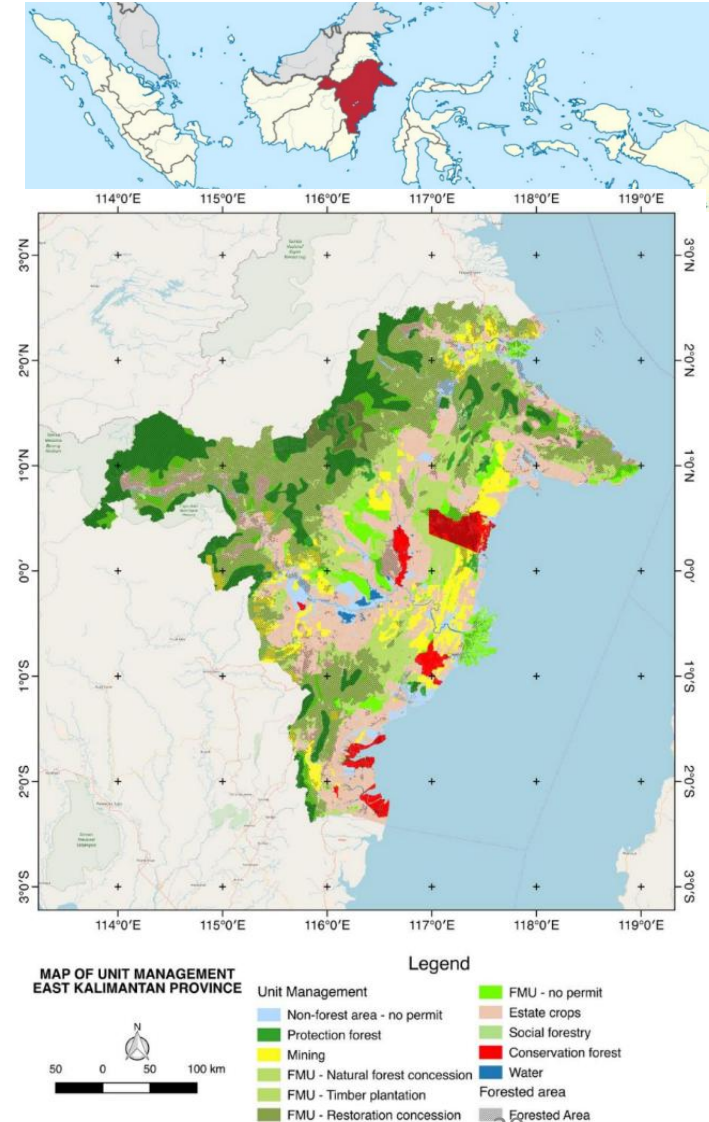 114°0'E 115°0'E 116°0'E 117°0'E 118°0'E 119°0'E
3°0'N 3°0'N
2°0'N 2°0'N
1°0'N 1°0'N
0°0' 0°0'
1°0'S 1°0'S
2°0'S 2°0'S
3°0'S 3°0'S
114°0'E 115°0'E 116°0'E 117°0'E 118°0'E 119°0'E
MAP OF UNIT MANAGEMENT
EAST KALIMANTAN PROVINCE
N
50 0 50 100 km
Legend
Unit Management
Non-forest area - no permit
Protection forest
Mining
FMU - Natural forest concession
FMU - Timber plantation
FMU - Restoration concession
FMU - no permit
Estate crops
Social forestry
Conservation forest
Water
Forested area
Forested Area